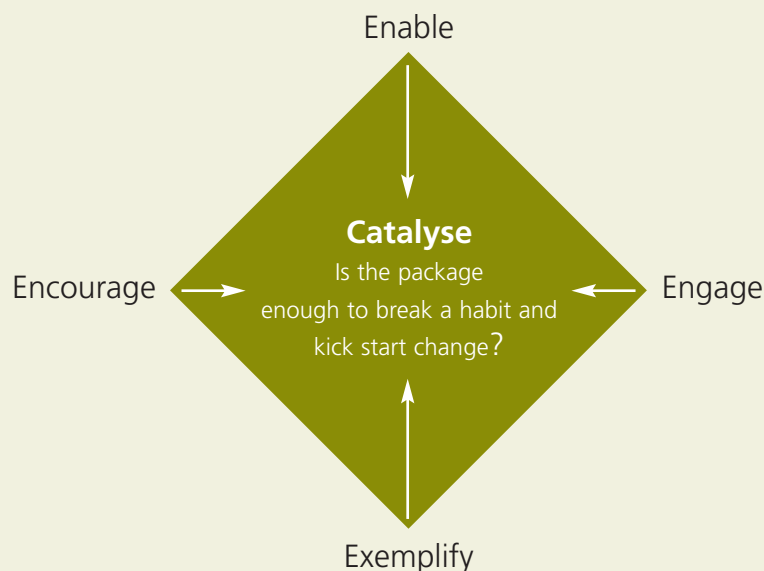 Enable
Catalyse
Is the package
Encourage
Engage
enough to break a habit and
kick start change?
Exemplify